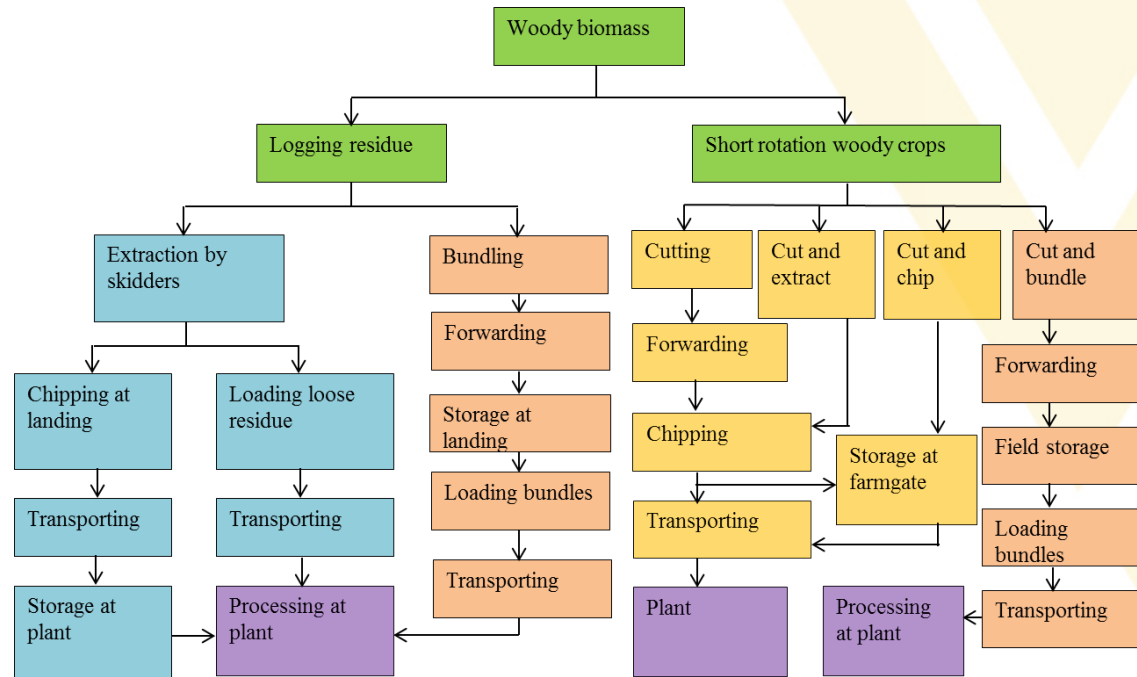 Woody biomass
Logging residue
Short rotation woody crops
Extraction by
skidders
Bundling
Cutting
Cut and
extract
Cut and
chip
Cut and
bundle
Forwarding
Forwarding
Forwarding
Chipping at
landing
Loading loose
residue
Storage at
landing
Chipping
Storage at
farmgate
Field storage
Loading bundles
Transporting
Transporting
Transporting
Loading
bundles
Transporting
Storage at
plant
Processing at
plant
Plant
Processing
at plant
Transporting